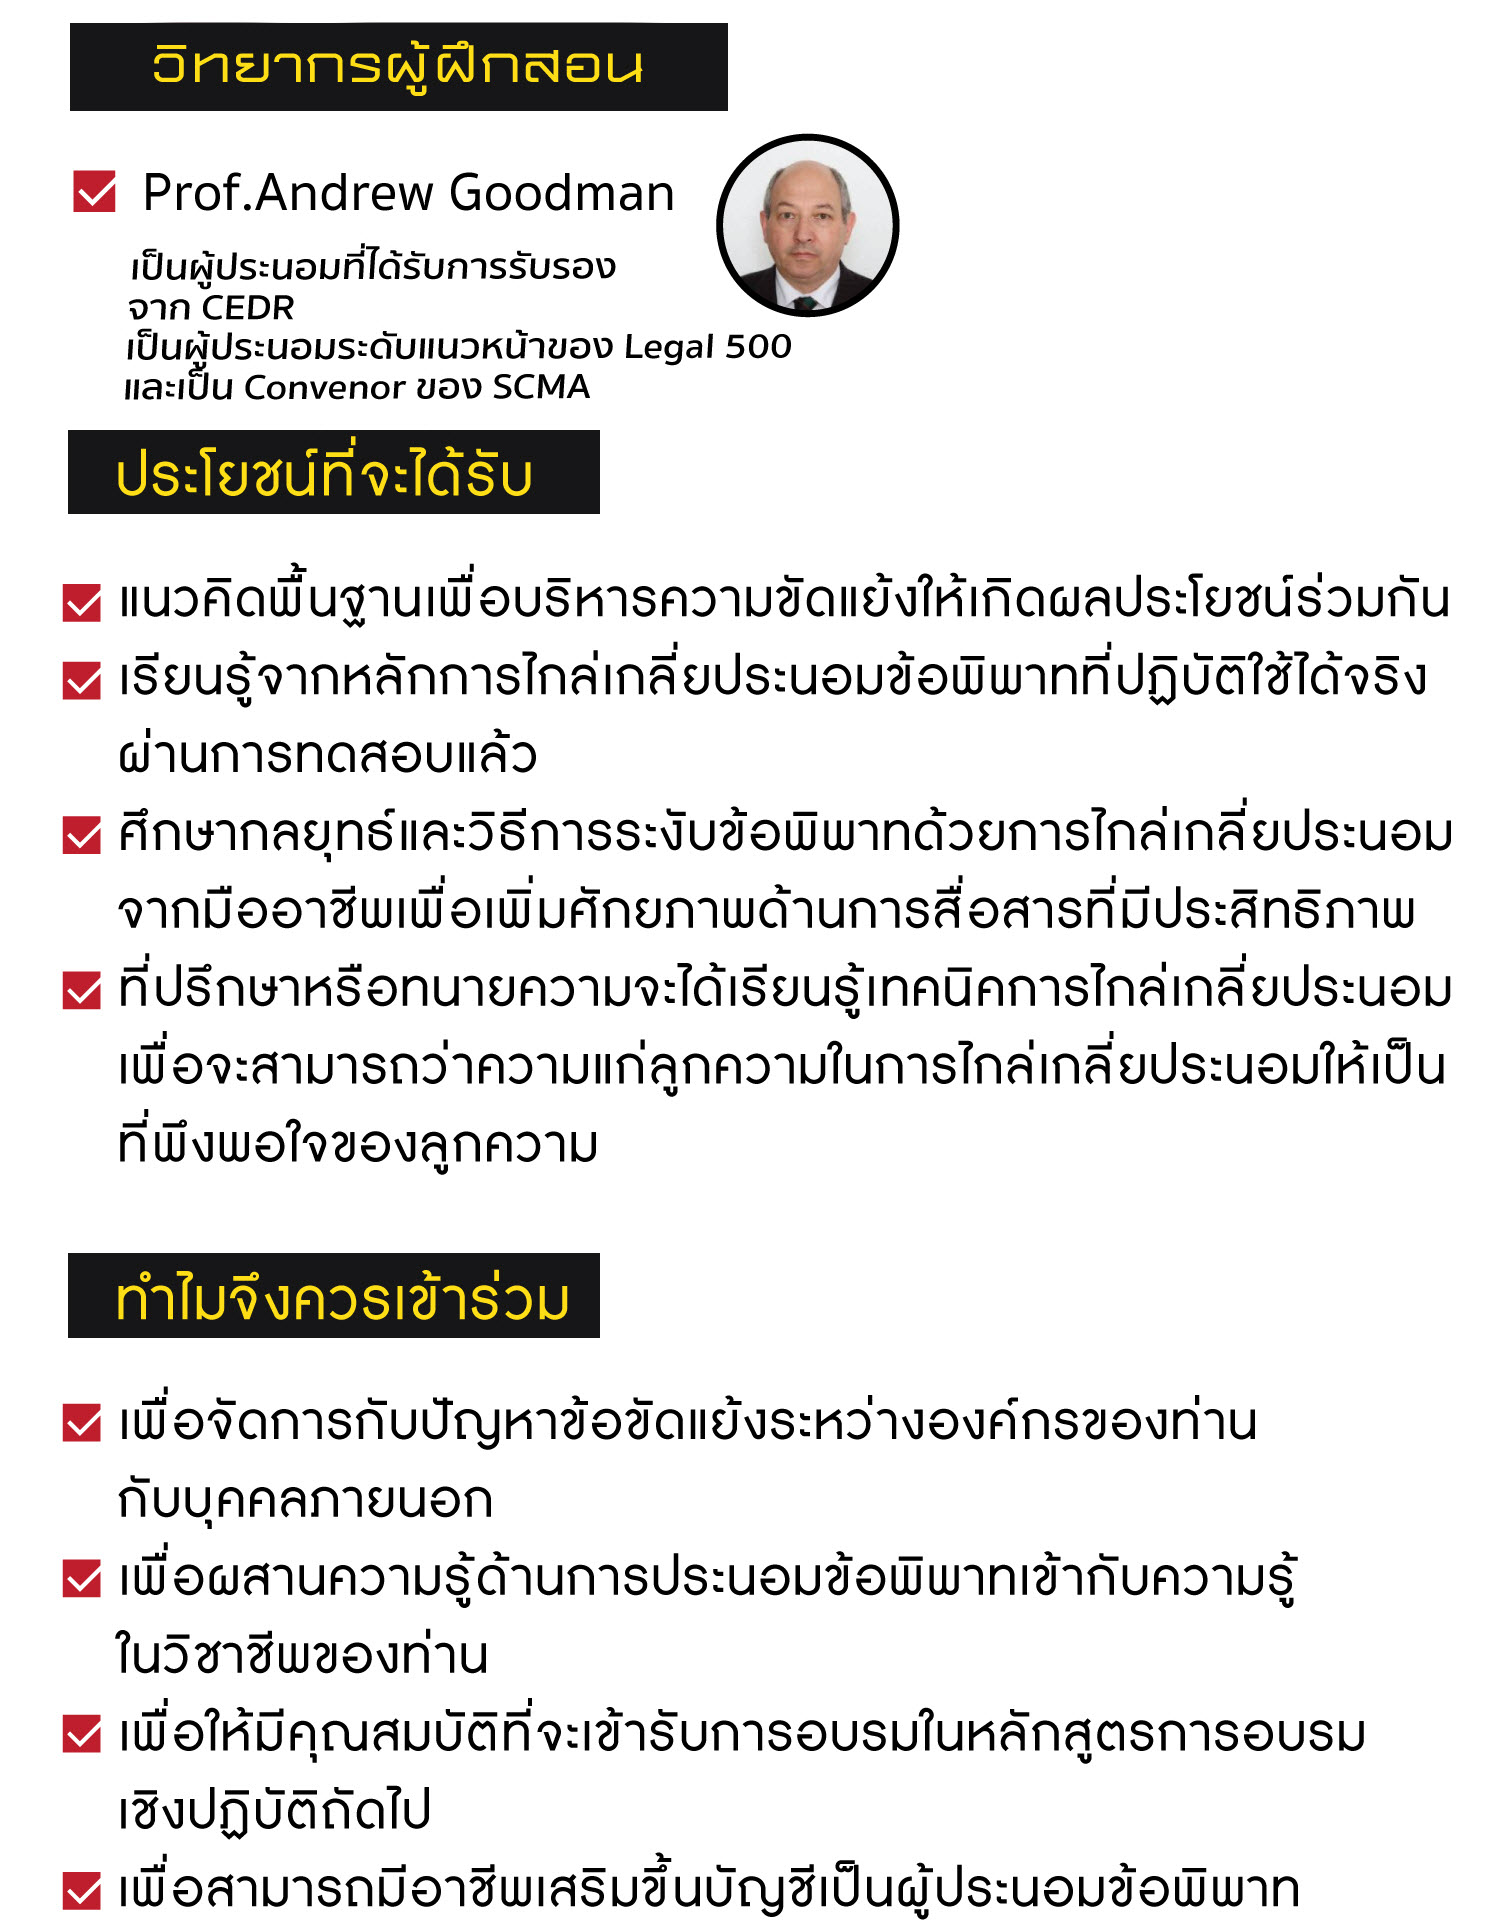 วิทยากรผู้ฝึกสอน
Prof.Andrew Goodman
เป็นผู้ประนอมที่ได้รับการรับรอง
จาก CEDR
เป็นผู้ประนอมระดับแนวหน้าของ Legal 500
และเป็น Convenor ของ SCMA
ประโยชน์ที่จะได้รับ
แนวคิดพื้นฐานเพื่อบริหารความขัดแย้งให้เกิดผลประโยชน์ร่วมกัน
เรียนรู้จากหลักการไกล่เกลี่ยประนอมข้อพิพาทที่ปฏิบัติใช้ได้จริง
ผ่านการทดสอบแล้ว
ศึกษากลยุทธ์และวิธีการระงับข้อพิพาทด้วยการไกล่เกลี่ยประนอม
จากมืออาชีพเพื่อเพิ่มศักยภาพด้านการสื่อสารที่มีประสิทธิภาพ
ที่ปรึกษาหรือทนายความจะได้เรียนรู้เทคนิคการไกล่เกลี่ยประนอม
เพื่อจะสามารถว่าความแก่ลูกความในการไกล่เกลี่ยประนอมให้เป็น
ที่พึงพอใจของลูกความ
ทำไมจึงควรเข้าร่วม
เพื่อจัดการกับปัญหาข้อขัดแย้งระหว่างองค์กรของท่าน
กับบุคคลภายนอก
เพื่อผสานความรู้ด้านการประนอมข้อพิพาทเข้ากับความรู้
ในวิชาชีพของท่าน
เพื่อให้มีคุณสมบัติที่จะเข้ารับการอบรมในหลักสูตรการอบรม
เชิงปฏิบัติถัดไป
เพื่อสามารถมีอาชีพเสริมขึ้นบัญชีเป็นผู้ประนอมข้อพิพาท